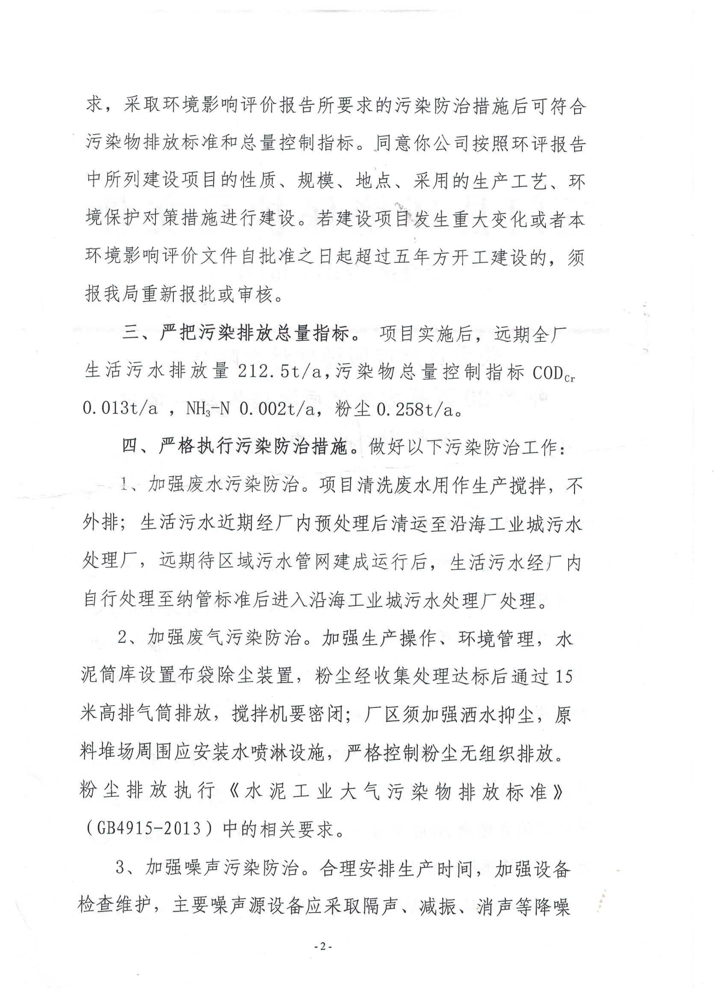 求，采取环境影响评价报告所要求的污染防治措施后可符合
污染物排放标准和总量控制指标。同意你公司按照环评报告
中所列建设项目的性质、规模、地点、采用的生产工艺、环
境保护对策措施进行建设。若建设项目发生重大变化或者本
环境影响评价文件自批准之日起超过五年方开工建设的，须
报我局重新报批或审核。
三、严把污染排放总量指标。 项目实施后，远期全厂
生活污水排放量 212.5t/a,污染物总量控制指标 COD_Cr
0.013t/a ，NH₃-N 0.002t/a，粉尘 0.258t/a。
四、严格执行污染防治措施。做好以下污染防治工作：
1、加强废水污染防治。项目清洗废水用作生产搅拌，不
外排；生活污水近期经厂内预处理后清运至沿海工业城污水
处理厂，远期待区域污水管网建成运行后，生活污水经厂内
自行处理至纳管标准后进入沿海工业城污水处理厂处理。
2、加强废气污染防治。加强生产操作、环境管理，水
泥筒库设置布袋除尘装置，粉尘经收集处理达标后通过 15
米高排气筒排放，搅拌机要密闭；厂区须加强洒水抑尘，原
料堆场周围应安装水喷淋设施，严格控制粉尘无组织排放。
粉尘排放执行《水泥工业大气污染物排放标准》
（GB4915-2013）中的相关要求。
3、加强噪声污染防治。合理安排生产时间，加强设备
检查维护，主要噪声源设备应采取隔声、减振、消声等降噪
-2-